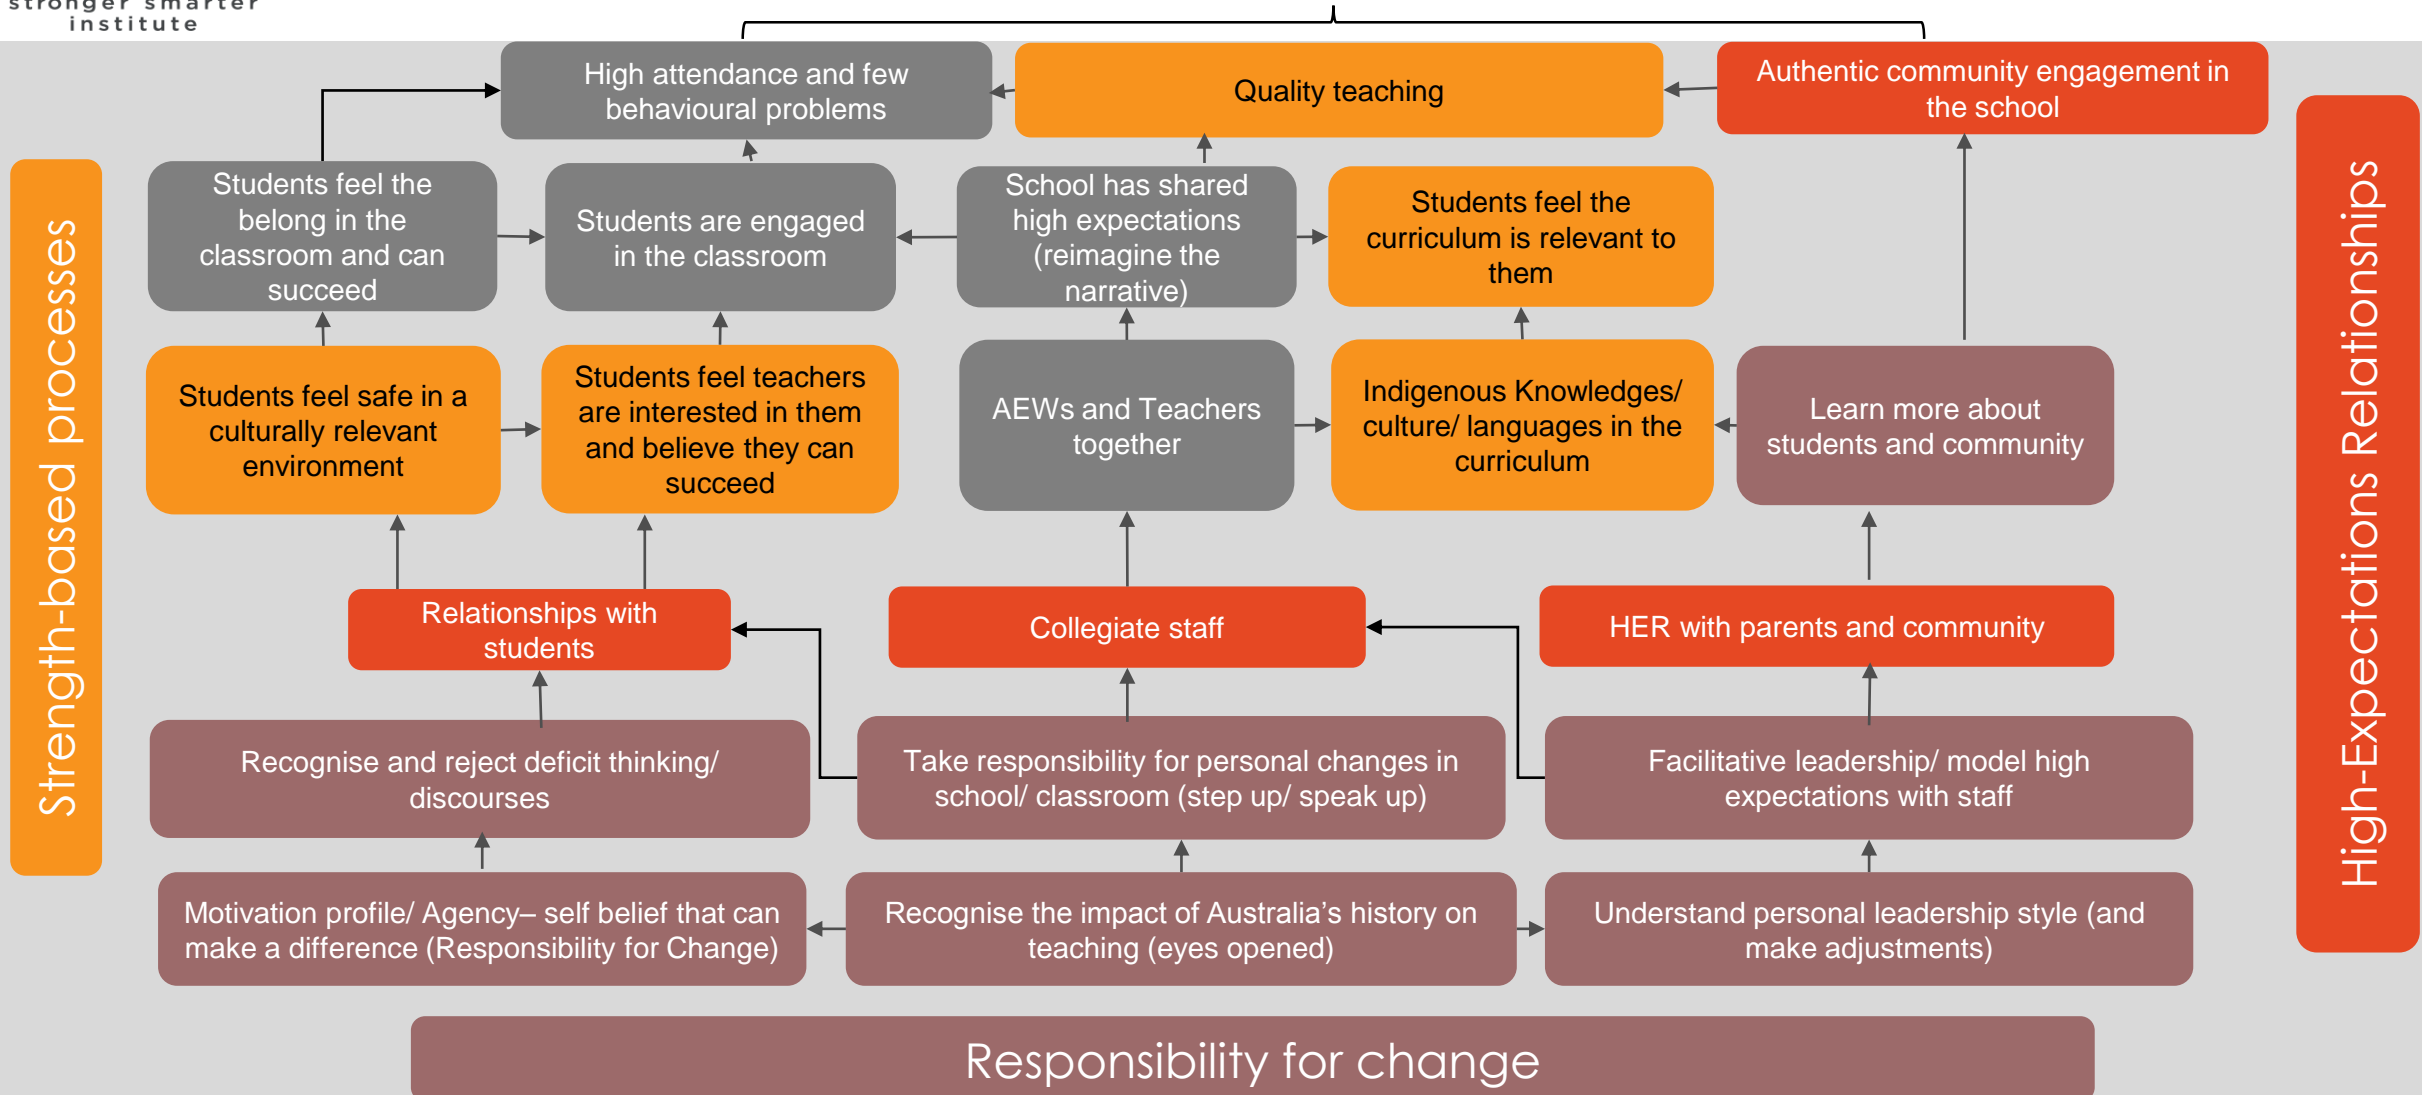 stronger smarter
institute
High attendance and few
behavioural problems
Quality teaching
Authentic community engagement in
the school
Strength-based processes
Students feel the
belong in the
classroom and can
succeed
Students are engaged
in the classroom
School has shared
high expectations
(reimagine the
narrative)
Students feel the
curriculum is relevant to
them
High-Expectations Relationships
Students feel safe in a
culturally relevant
environment
Students feel teachers
are interested in them
and believe they can
succeed
AEWs and Teachers
together
Indigenous Knowledges/
culture/ languages in the
curriculum
Learn more about
students and community
Relationships with
students
Collegiate staff
HER with parents and community
Recognise and reject deficit thinking/
discourses
Take responsibility for personal changes in
school/ classroom (step up/ speak up)
Facilitative leadership/ model high
expectations with staff
Motivation profile/ Agency– self belief that can
make a difference (Responsibility for Change)
Recognise the impact of Australia’s history on
teaching (eyes opened)
Understand personal leadership style (and
make adjustments)
Responsibility for change